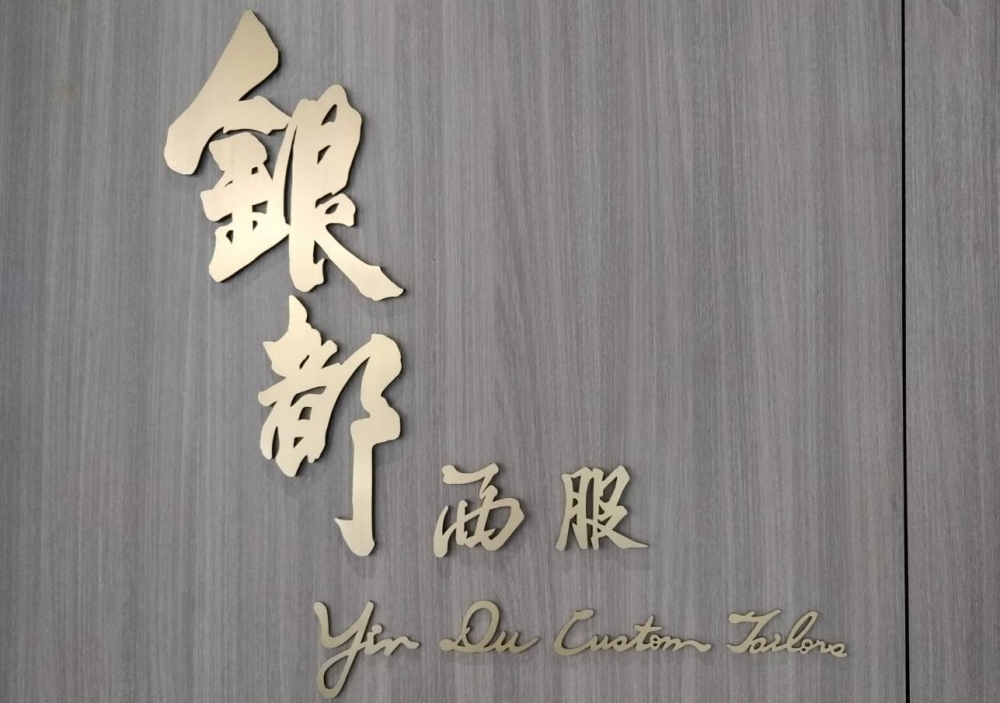 銀都
西服
Yin Du Custom Tailors